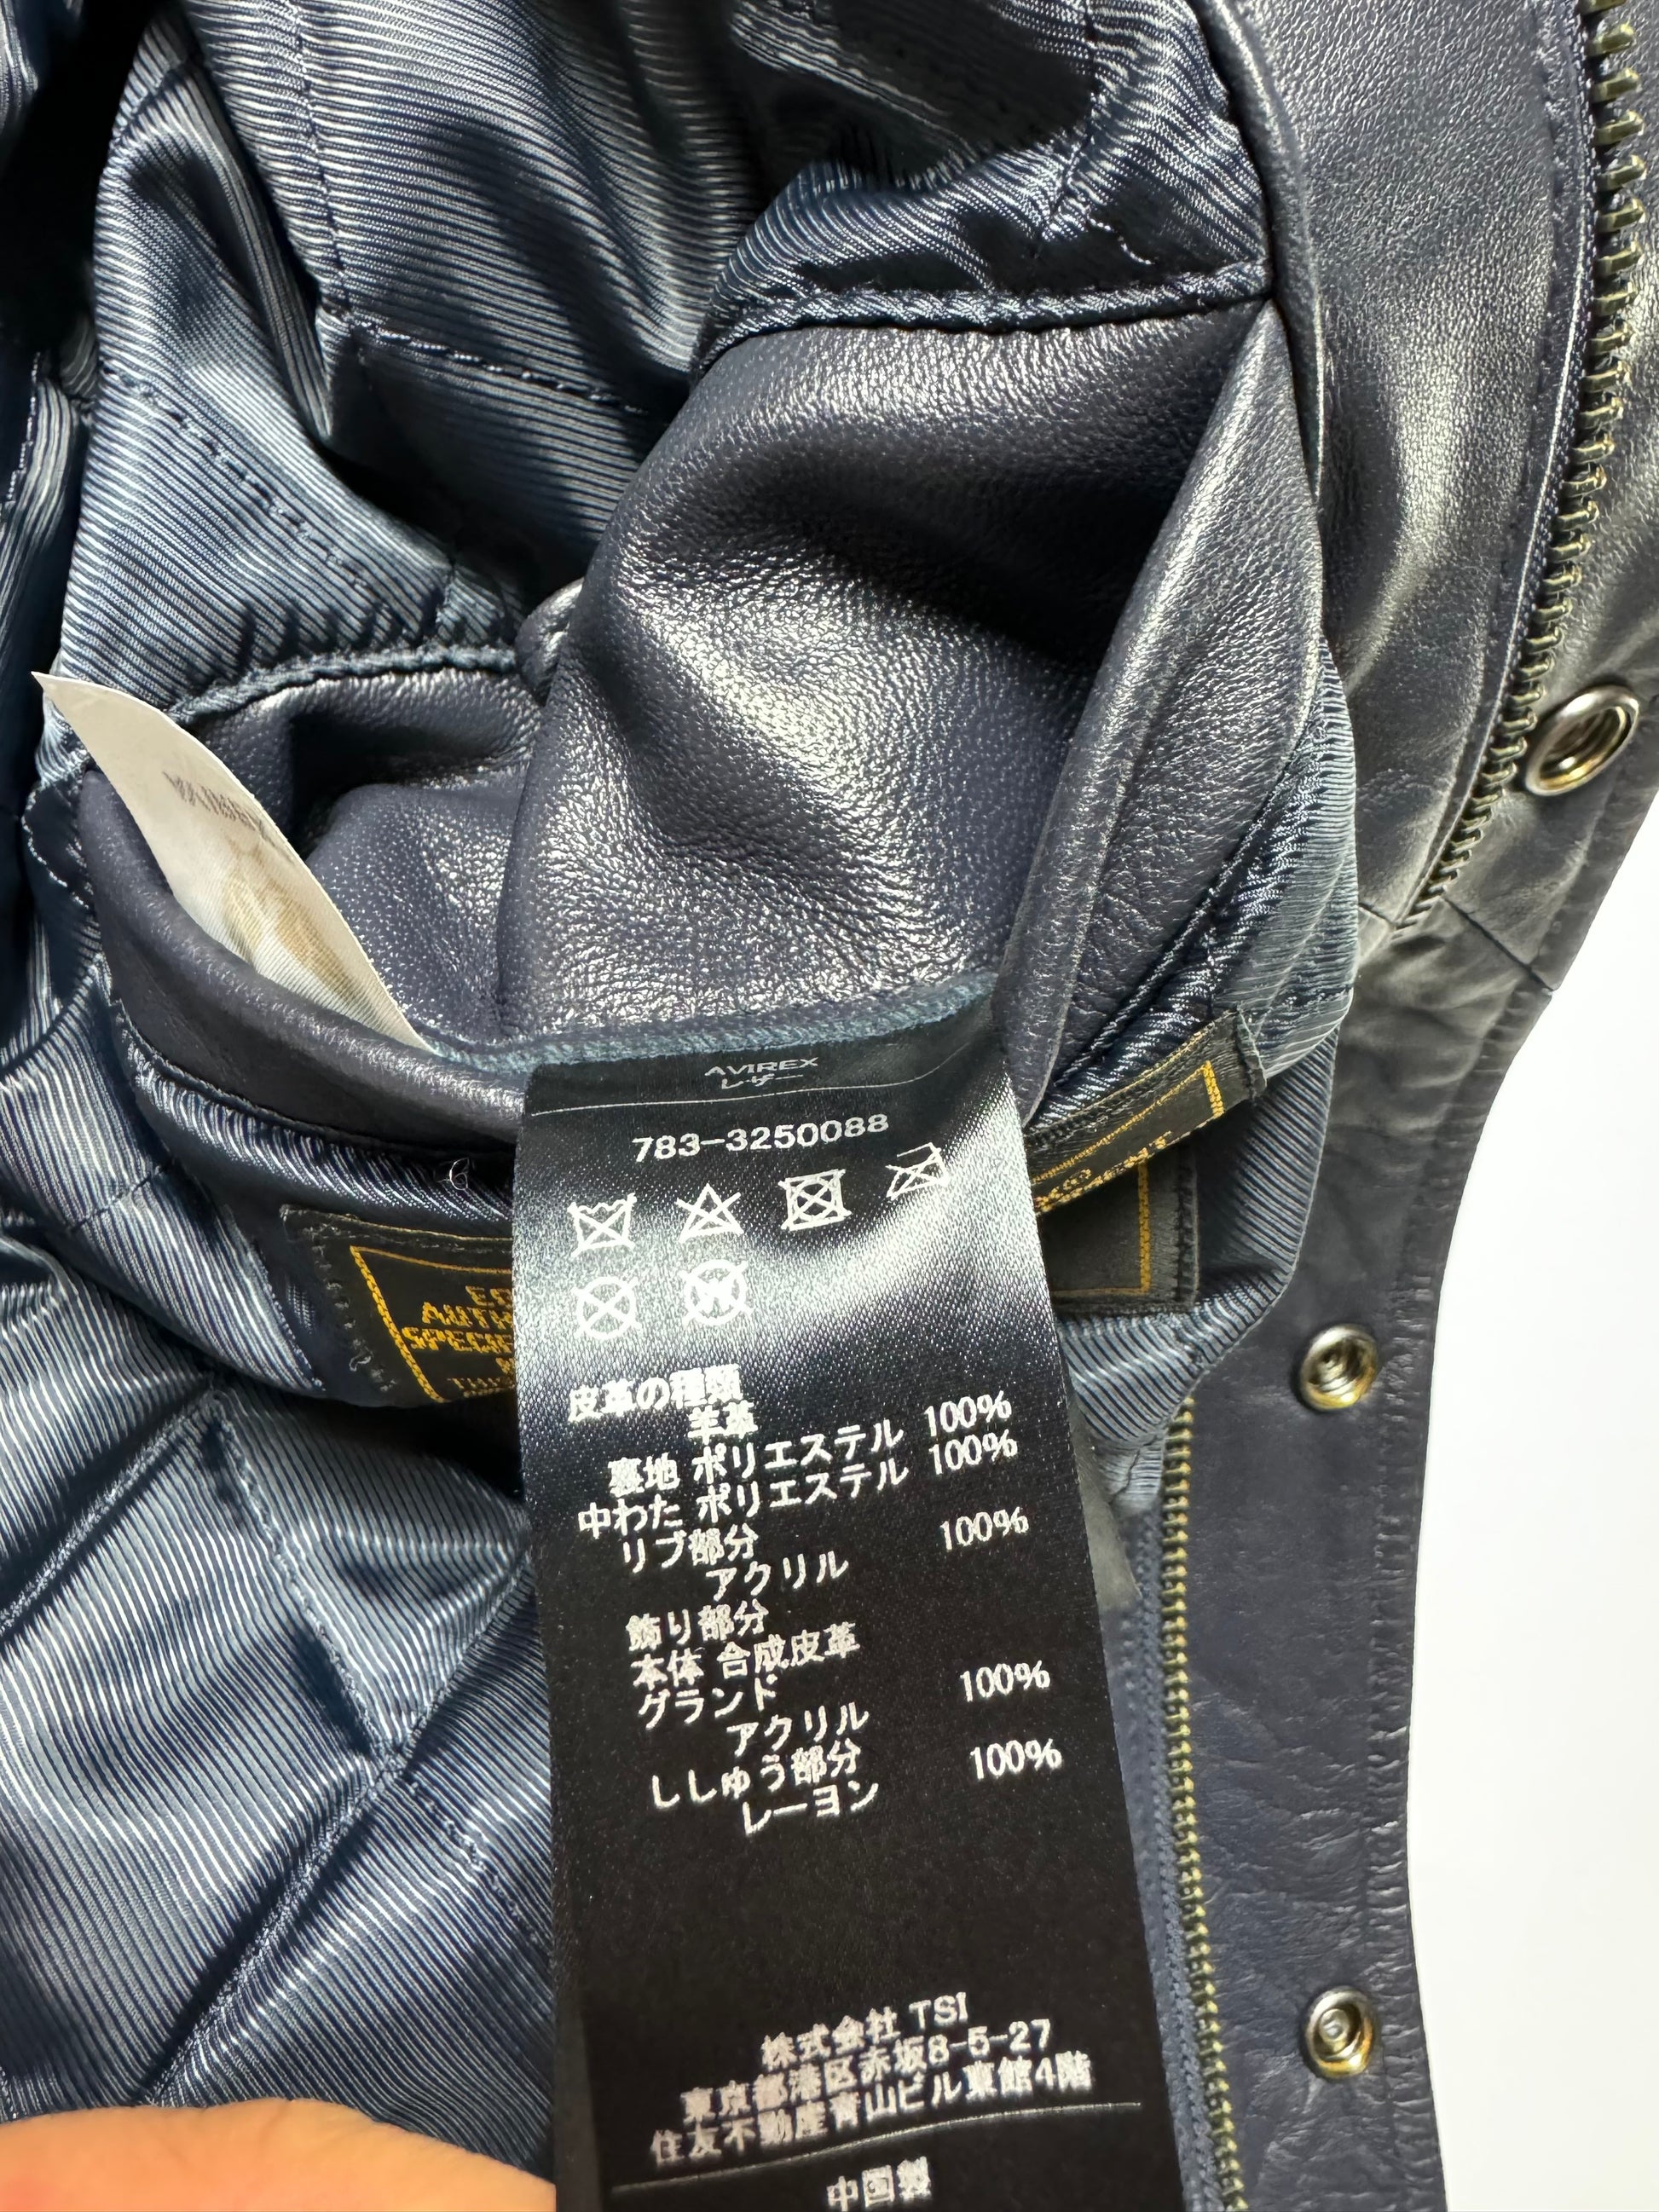 AVIREX
レザー
783-3250088
皮革の種類
羊革
裏地 ポリエステル 100%
中わた ポリエステル 100%
リブ部分
アクリル 100%
飾り部分
本体 合成皮革
グランド
アクリル 100%
ししゅう部分
レーヨン 100%
株式会社 TSI
東京都港区赤坂8-5-27
住友不動産青山ビル東館4階
中国製